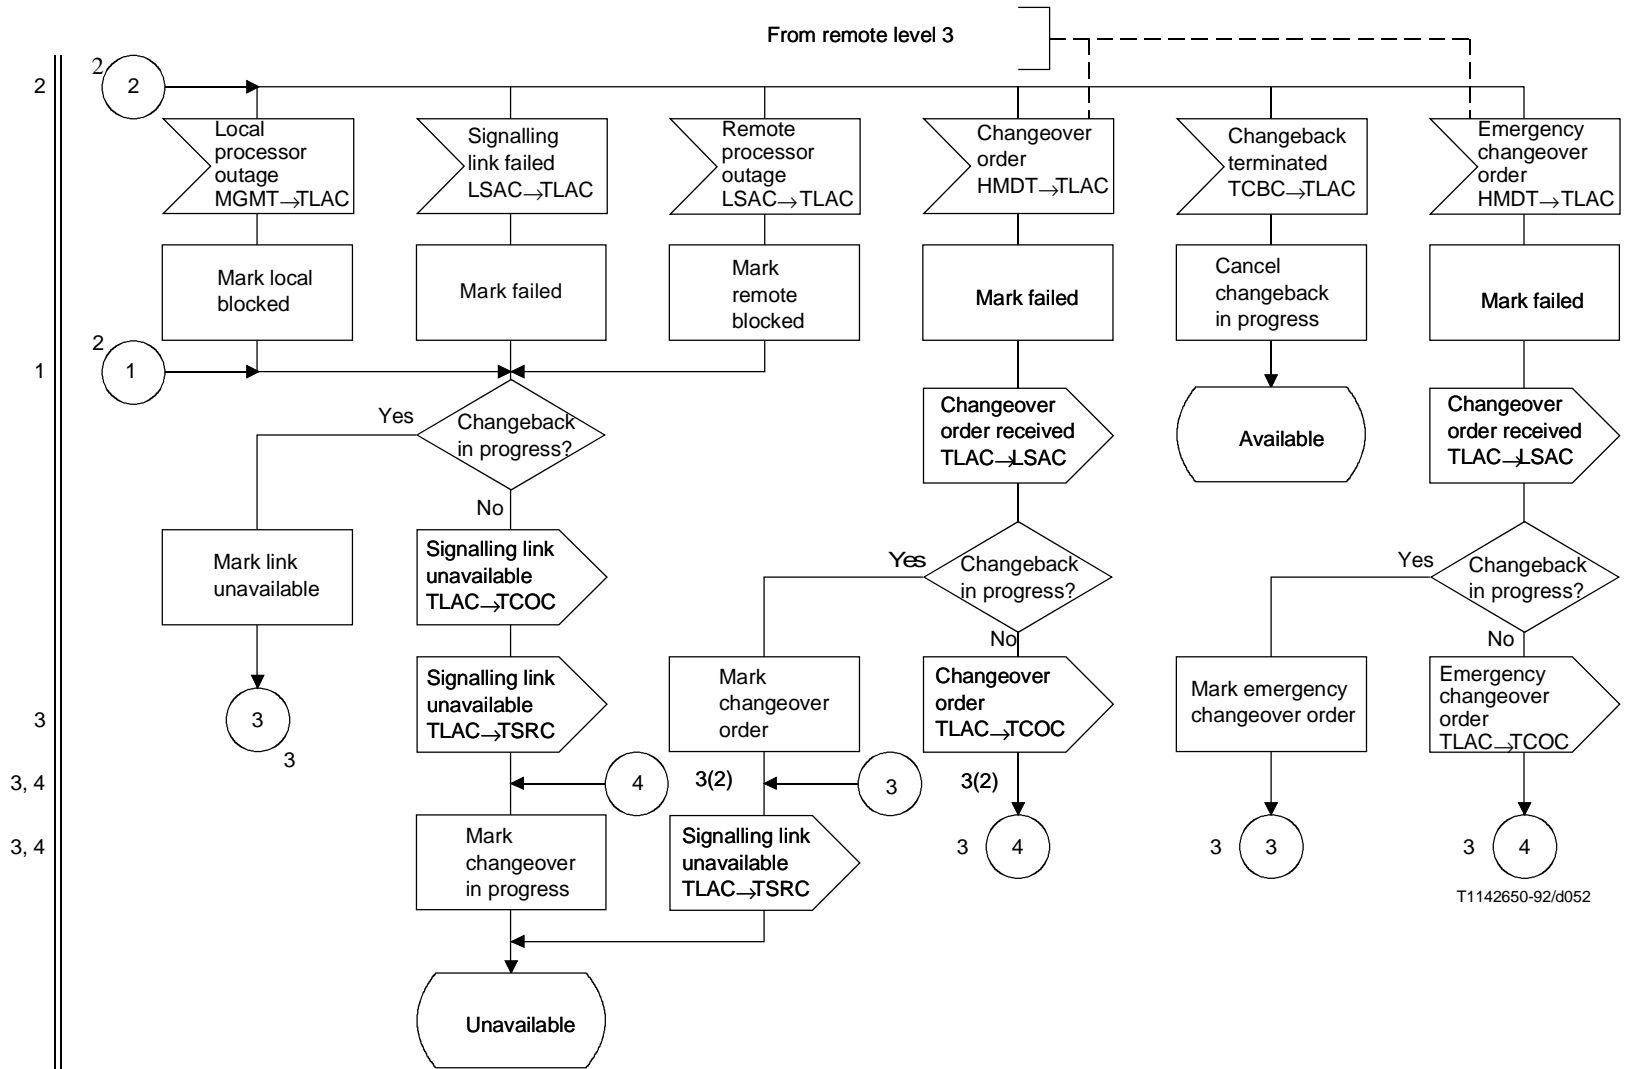 From remote level 3
2
2
2
Local
processor
outage
MGMT→TLAC
Signalling
link failed
LSAC→TLAC
Remote
processor
outage
LSAC→TLAC
Changeover
order
HMDT→TLAC
Changeback
terminated
TCBC→TLAC
Emergency
changeover
order
HMDT→TLAC
Mark local
blocked
Mark failed
Mark
remote
blocked
Mark failed
Cancel
changeback
in progress
Mark failed
1
2
1
Yes
Changeback
in progress?
No
Changeover
order received
TLAC→LSAC
Available
Changeover
order received
TLAC→LSAC
Mark link
unavailable
Signalling link
unavailable
TLAC→TCOC
Yes
Changeback
in progress?
No
Yes
Changeback
in progress?
No
3
3
3
Signalling link
unavailable
TLAC→TSRC
Mark
changeover
order
Changeover
order
TLAC→TCOC
Mark emergency
changeover order
Emergency
changeover
order
TLAC→TCOC
3, 4
4
3(2)
3
3(2)
3, 4
Mark
changeover
in progress
Signalling link
unavailable
TLAC→TSRC
3
4
3
3
3
4
T1142650-92/d052
Unavailable